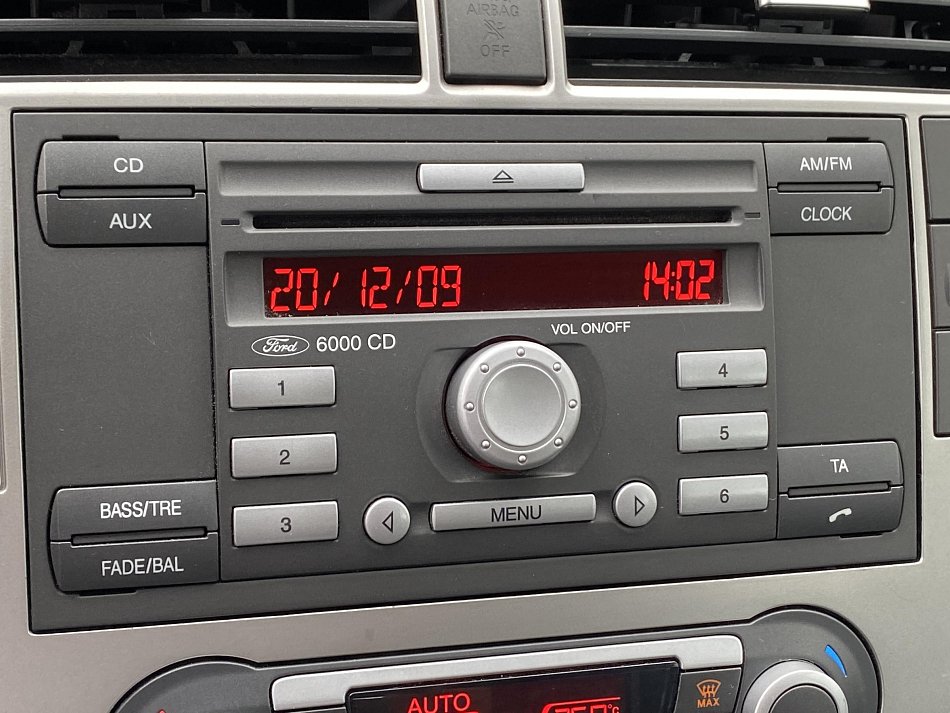 AIRBAG
OFF
CD
AUX
AM/FM
CLOCK
20/12/09 14:02
Ford 6000 CD
VOL ON/OFF
1
2
3
4
5
6
MENU
BASS/TRE
FADE/BAL
TA
AUTO
MAX